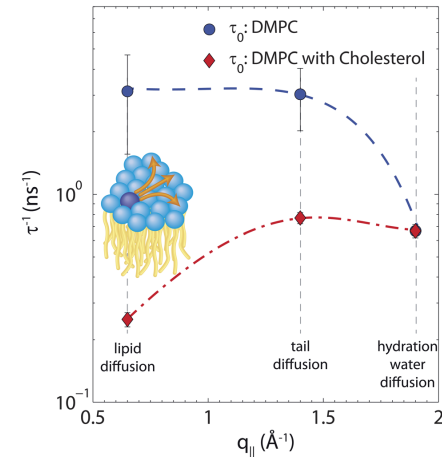 τ₀: DMPC
τ₀: DMPC with Cholesterol
τ⁻¹ (ns⁻¹)
10⁰
10⁻¹
lipid
diffusion
tail
diffusion
hydration
water
diffusion
0.5
1
1.5
2
q|| (Å⁻¹)